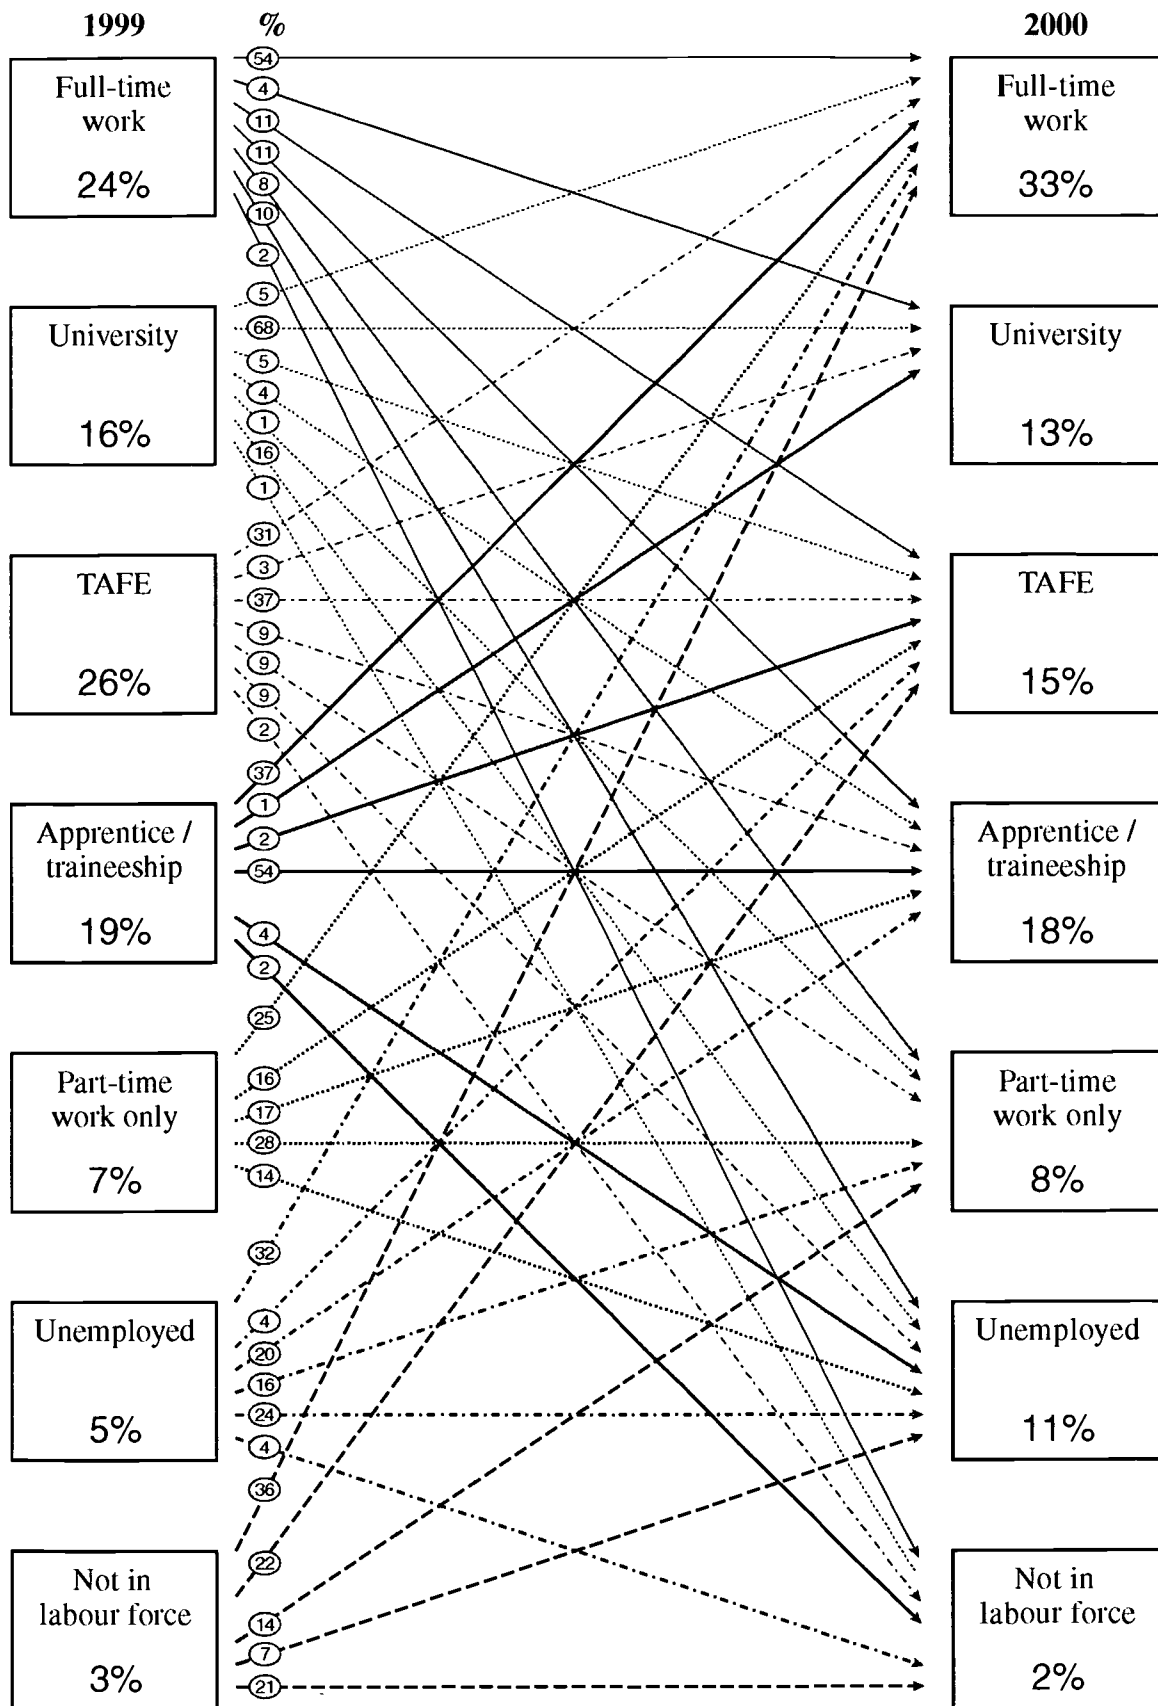 1999 % 2000
Full-time
work
24%
University
16%
TAFE
26%
Apprentice /
traineeship
19%
Part-time
work only
7%
Unemployed
5%
Not in
labour force
3%
54
4
11
11
8
10
2
5
68
5
4
1
16
1
31
3
37
9
9
9
2
37
1
2
54
4
2
25
16
17
28
14
32
4
20
16
24
4
36
22
14
7
21
Full-time
work
33%
University
13%
TAFE
15%
Apprentice /
traineeship
18%
Part-time
work only
8%
Unemployed
11%
Not in
labour force
2%